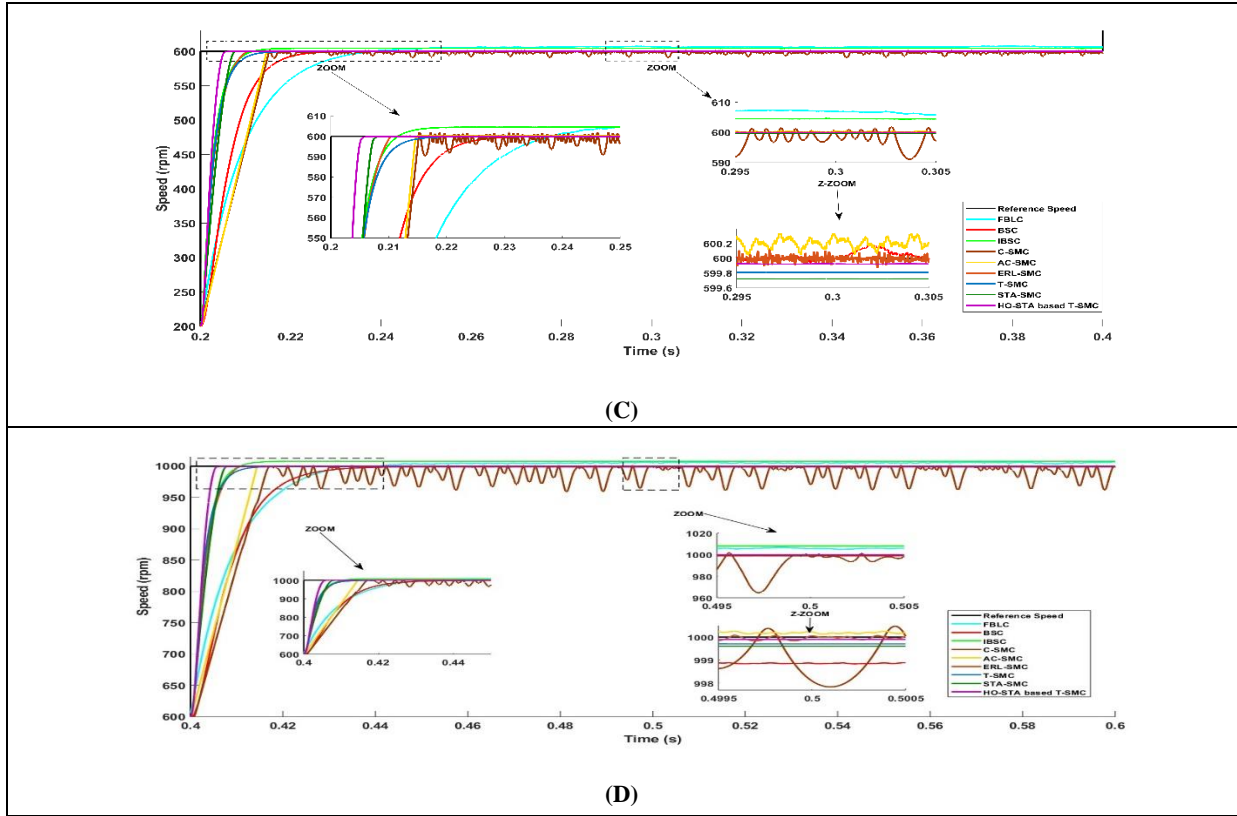 600
550
500
450
400
350
300
250
200
Speed (rpm)
0.2
0.22
0.24
0.26
0.28
0.3
0.32
0.34
0.36
0.38
0.4
Time (s)
ZOOM
610
600
590
580
570
560
550
0.2
0.21
0.22
0.23
0.24
0.25
ZOOM
610
600
590
0.295
0.3
0.305
Z-ZOOM
600.2
600
599.8
599.6
0.295
0.3
0.305
Reference Speed
FBLC
BSC
IBSC
C-SMC
AC-SMC
ERL-SMC
T-SMC
STA-SMC
HO-STA based T-SMC
(C)
1000
950
900
850
800
750
700
650
600
Speed (rpm)
0.4
0.42
0.44
0.46
0.48
0.5
0.52
0.54
0.56
0.58
0.6
Time (s)
ZOOM
1000
900
800
700
600
0.4
0.42
0.44
ZOOM
1020
1000
980
960
0.495
0.5
0.505
Z-ZOOM
1000
999
998
0.4995
0.5
0.5005
Reference Speed
FBLC
BSC
IBSC
C-SMC
AC-SMC
ERL-SMC
T-SMC
STA-SMC
HO-STA based T-SMC
(D)